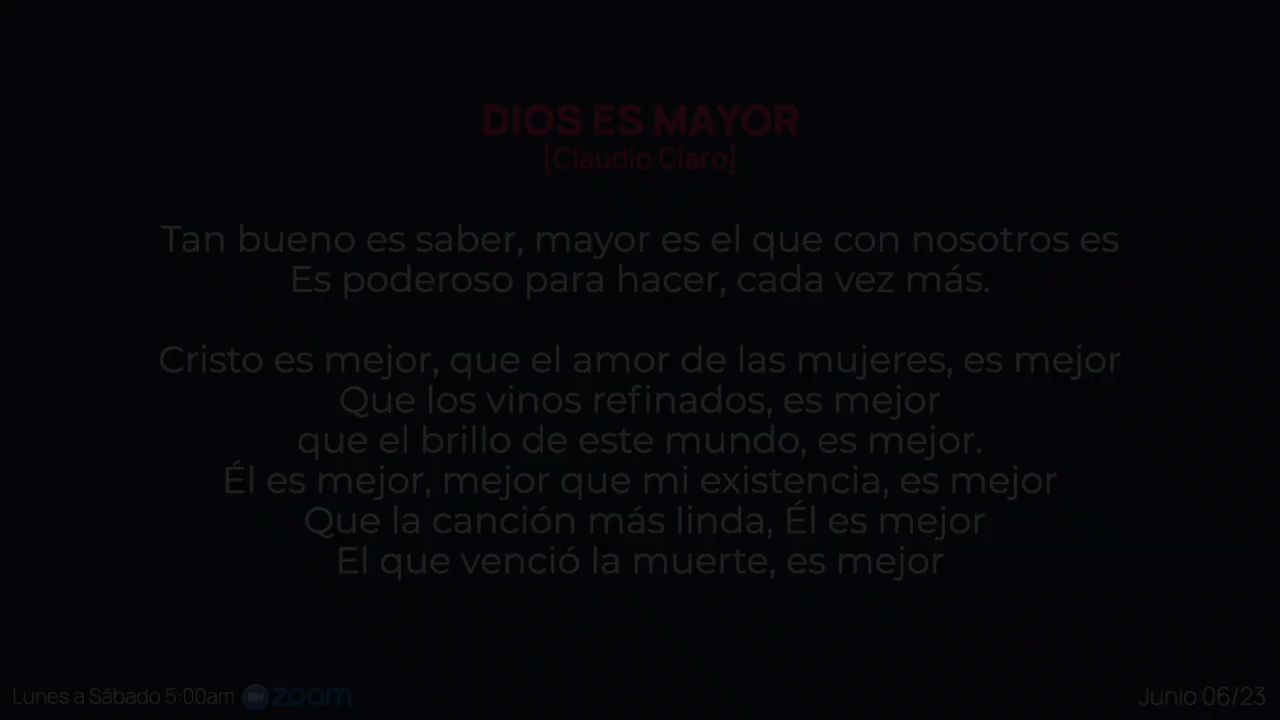 DIOS ES MAYOR
[Claudio Claro]
Tan bueno es saber, mayor es el que con nosotros es
Es poderoso para hacer, cada vez más.
Cristo es mejor, que el amor de las mujeres, es mejor
Que los vinos refinados, es mejor
que el brillo de este mundo, es mejor.
Él es mejor, mejor que mi existencia, es mejor
Que la canción más linda, Él es mejor
El que venció la muerte, es mejor
Lunes a Sábado 5:00am zoom
Junio 06/23